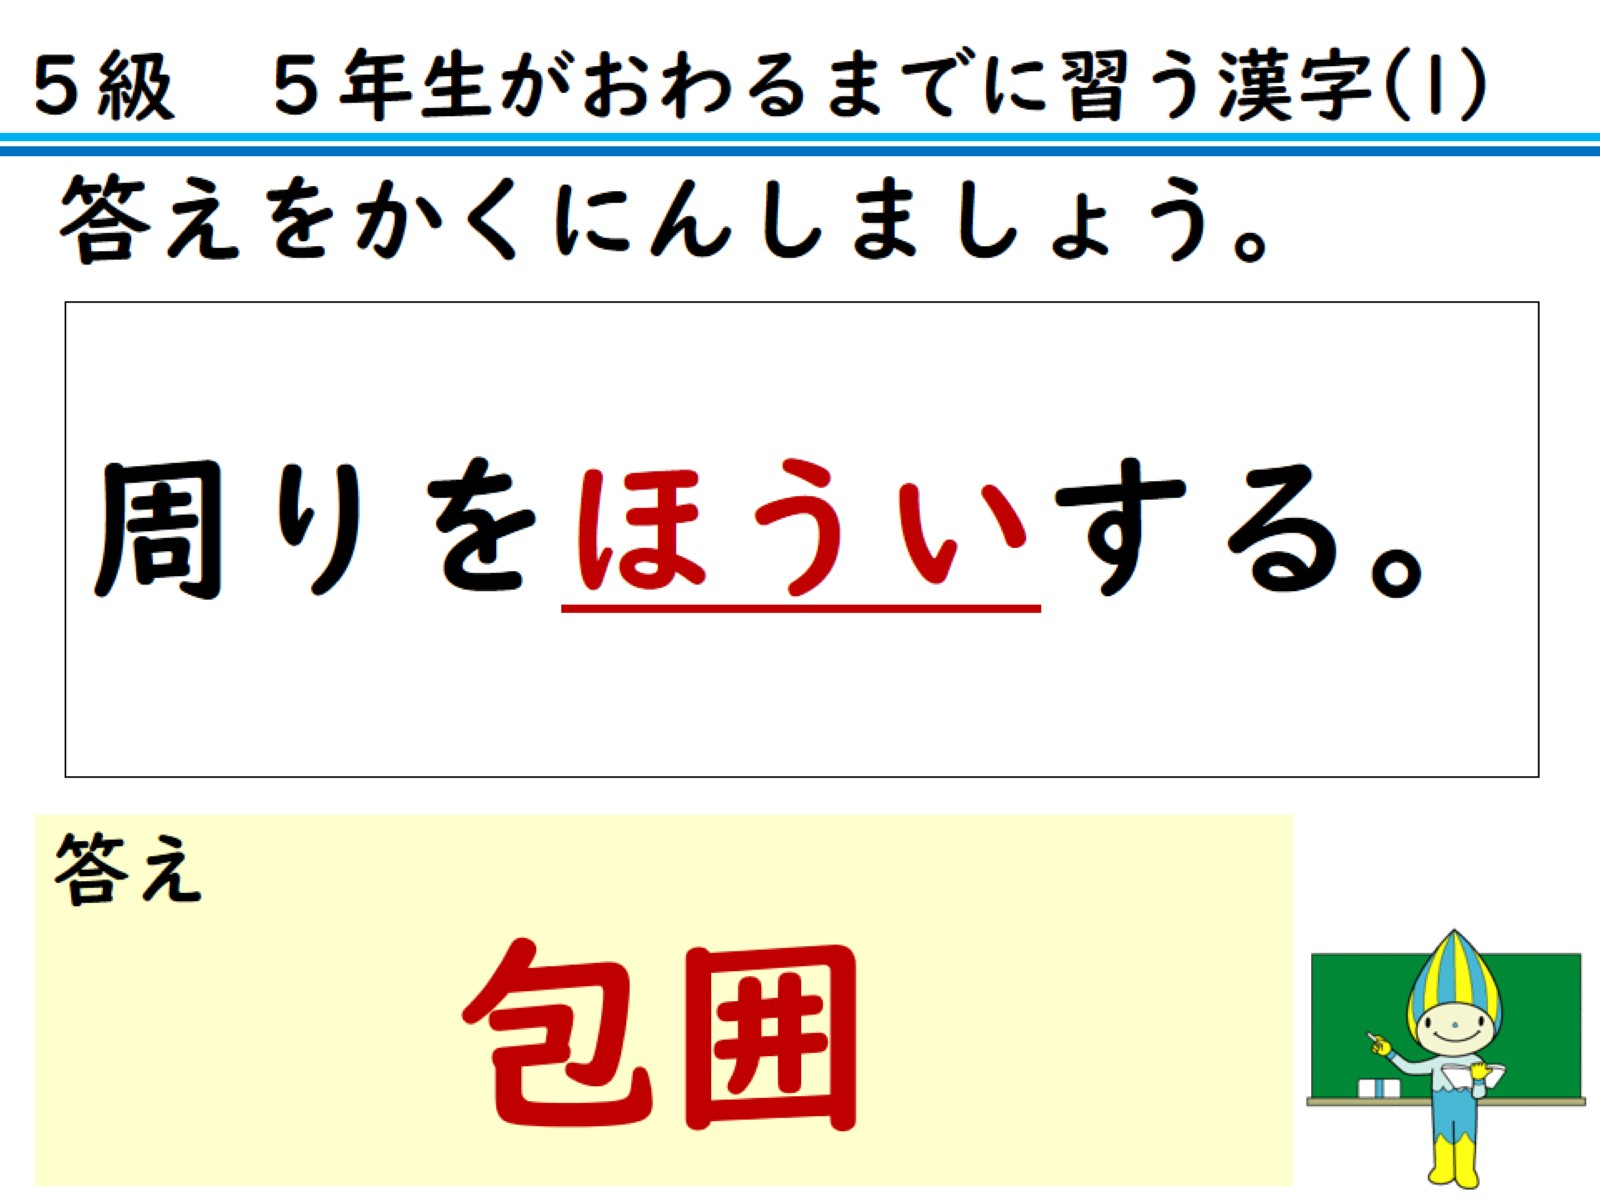 ５級　５年生がおわるまでに習う漢字(1)
答えをかくにんしましょう。
周りをほういする。
答え
包囲